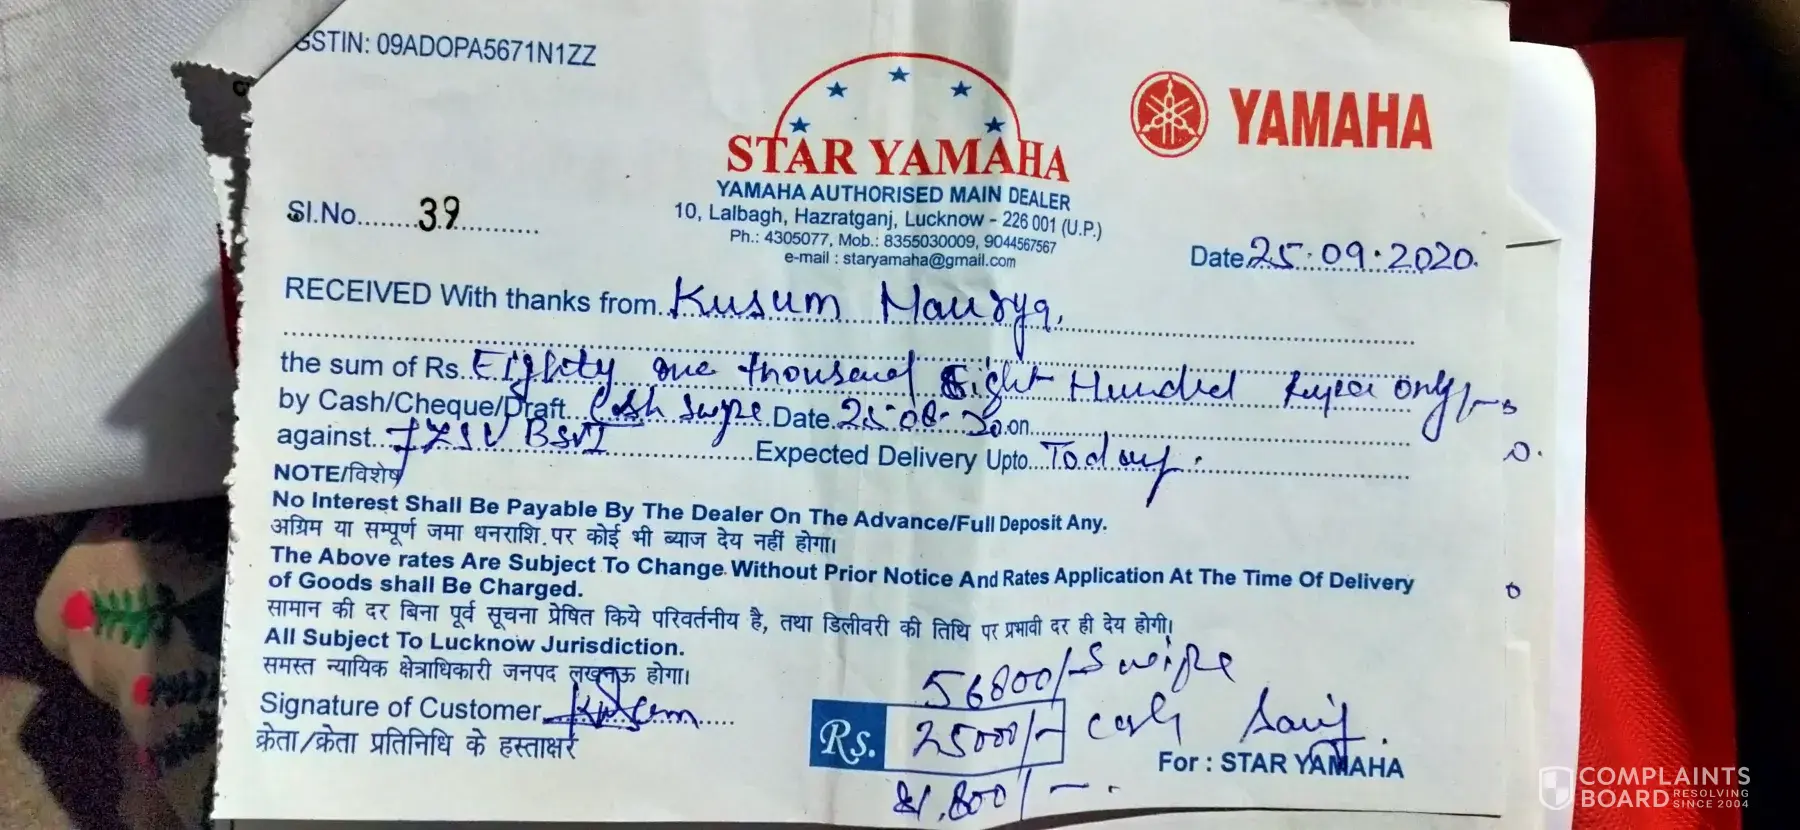 GSTIN: 09ADOPA5671N1ZZ
STAR YAMAHA
YAMAHA
YAMAHA AUTHORISED MAIN DEALER
10, Lalbagh, Hazratganj, Lucknow - 226 001 (U.P.)
Ph.: 4305077, Mob.: 8355030009, 9044567567
e-mail : staryamaha@gmail.com
Sl.No........39............
Date 25.09.2020.
RECEIVED With thanks from. Kusum Maurya,
the sum of Rs. Eighty one thousand Eight Hundred rupee only/-
by Cash/Cheque/Draft. Cash Swipe Date. 25-08-20 on
against.. FZSV BSVI Expected Delivery Upto... Today.
NOTE/विशेष
No Interest Shall Be Payable By The Dealer On The Advance/Full Deposit Any.
अग्रिम या सम्पूर्ण जमा धनराशि पर कोई भी ब्याज देय नहीं होगा।
The Above rates Are Subject To Change Without Prior Notice And Rates Application At The Time Of Delivery
of Goods shall Be Charged.
सामान की दर बिना पूर्व सूचना प्रेषित किये परिवर्तनीय है, तथा डिलीवरी की तिथि पर प्रभावी दर ही देय होगी।
All Subject To Lucknow Jurisdiction.
समस्त न्यायिक क्षेत्राधिकारी जनपद लखनऊ होगा।
56800/- Swipe
Signature of Customer Kusum
Rs. 25000/- cash
क्रेता/क्रेता प्रतिनिधि के हस्ताक्षर
For : STAR YAMAHA
81,800/-.
COMPLAINTS
BOARD RESOLVING
SINCE 2004